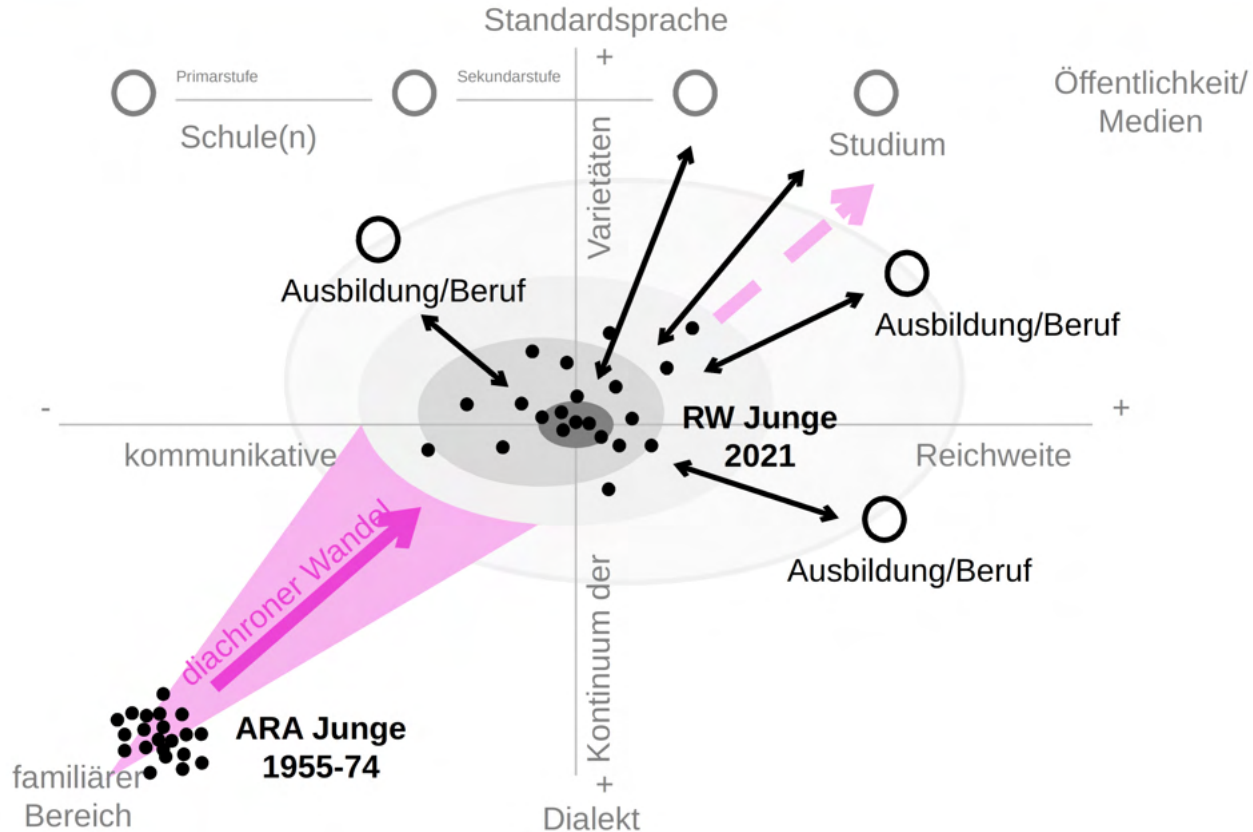 Standardsprache
+
Primarstufe
Sekundarstufe
Öffentlichkeit/
Medien
Schule(n)
Studium
Varietäten
Ausbildung/Beruf
Ausbildung/Beruf
-
+
RW Junge
2021
kommunikative
Reichweite
diachroner Wandel
Ausbildung/Beruf
Kontinuum der
ARA Junge
1955-74
familiärer
Bereich
+
Dialekt